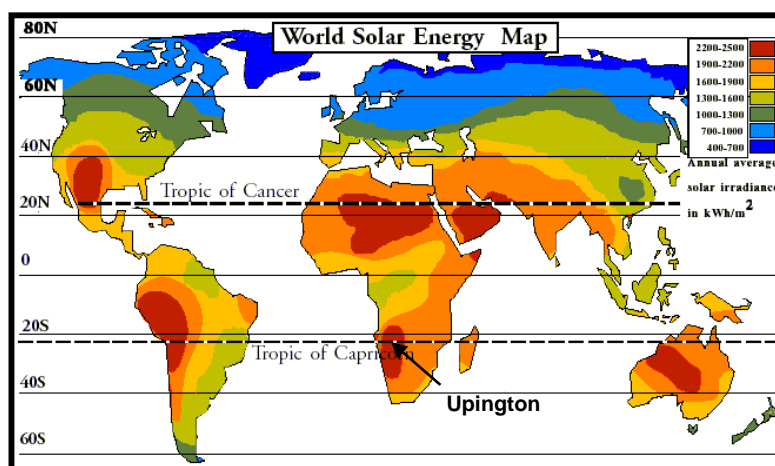 World Solar Energy Map
80N
60N
40N
20N
0
20S
40S
60S
Tropic of Cancer
Tropic of Capricorn
Upington
2200-2500
1900-2200
1600-1900
1300-1600
1000-1300
700-1000
400-700
Annual average
solar irradiance
in kWh/m²